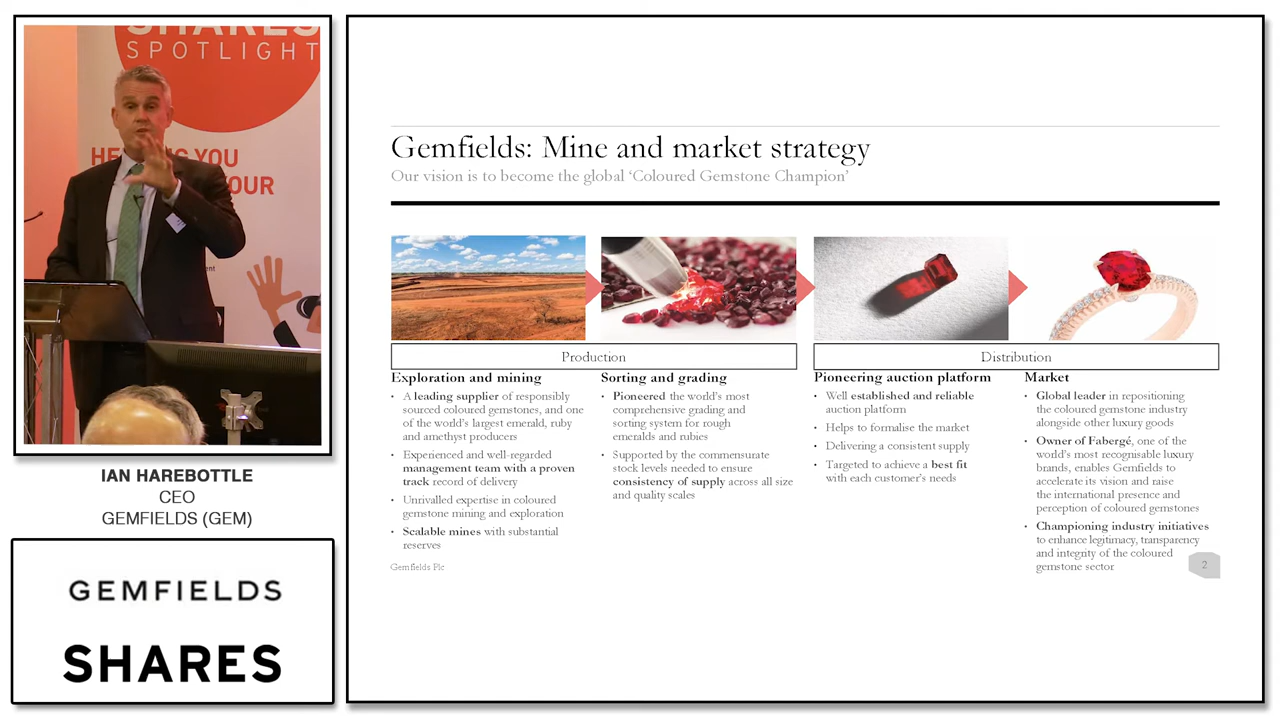 SHARES
SPOTLIGHT
YOU
OUR
IAN HAREBOTTLE
CEO
GEMFIELDS (GEM)
GEMFIELDS
SHARES
Gemfields: Mine and market strategy
Our vision is to become the global ‘Coloured Gemstone Champion’
Production
Exploration and mining
• A leading supplier of responsibly
sourced coloured gemstones, and one
of the world’s largest emerald, ruby
and amethyst producers
• Experienced and well-regarded
management team with a proven
track record of delivery
• Unrivalled expertise in coloured
gemstone mining and exploration
• Scalable mines with substantial
reserves
Sorting and grading
• Pioneered the world’s most
comprehensive grading and
sorting system for rough
emeralds and rubies
• Supported by the commensurate
stock levels needed to ensure
consistency of supply across all size
and quality scales
Distribution
Pioneering auction platform
• Well established and reliable
auction platform
• Helps to formalise the market
• Delivering a consistent supply
• Targeted to achieve a best fit
with each customer’s needs
Market
• Global leader in repositioning
the coloured gemstone industry
alongside other luxury goods
• Owner of Fabergé, one of the
world’s most recognisable luxury
brands, enables Gemfields to
accelerate its vision and raise
the international presence and
perception of coloured gemstones
• Championing industry initiatives
to enhance legitimacy, transparency
and integrity of the coloured
gemstone sector
Gemfields Plc
2